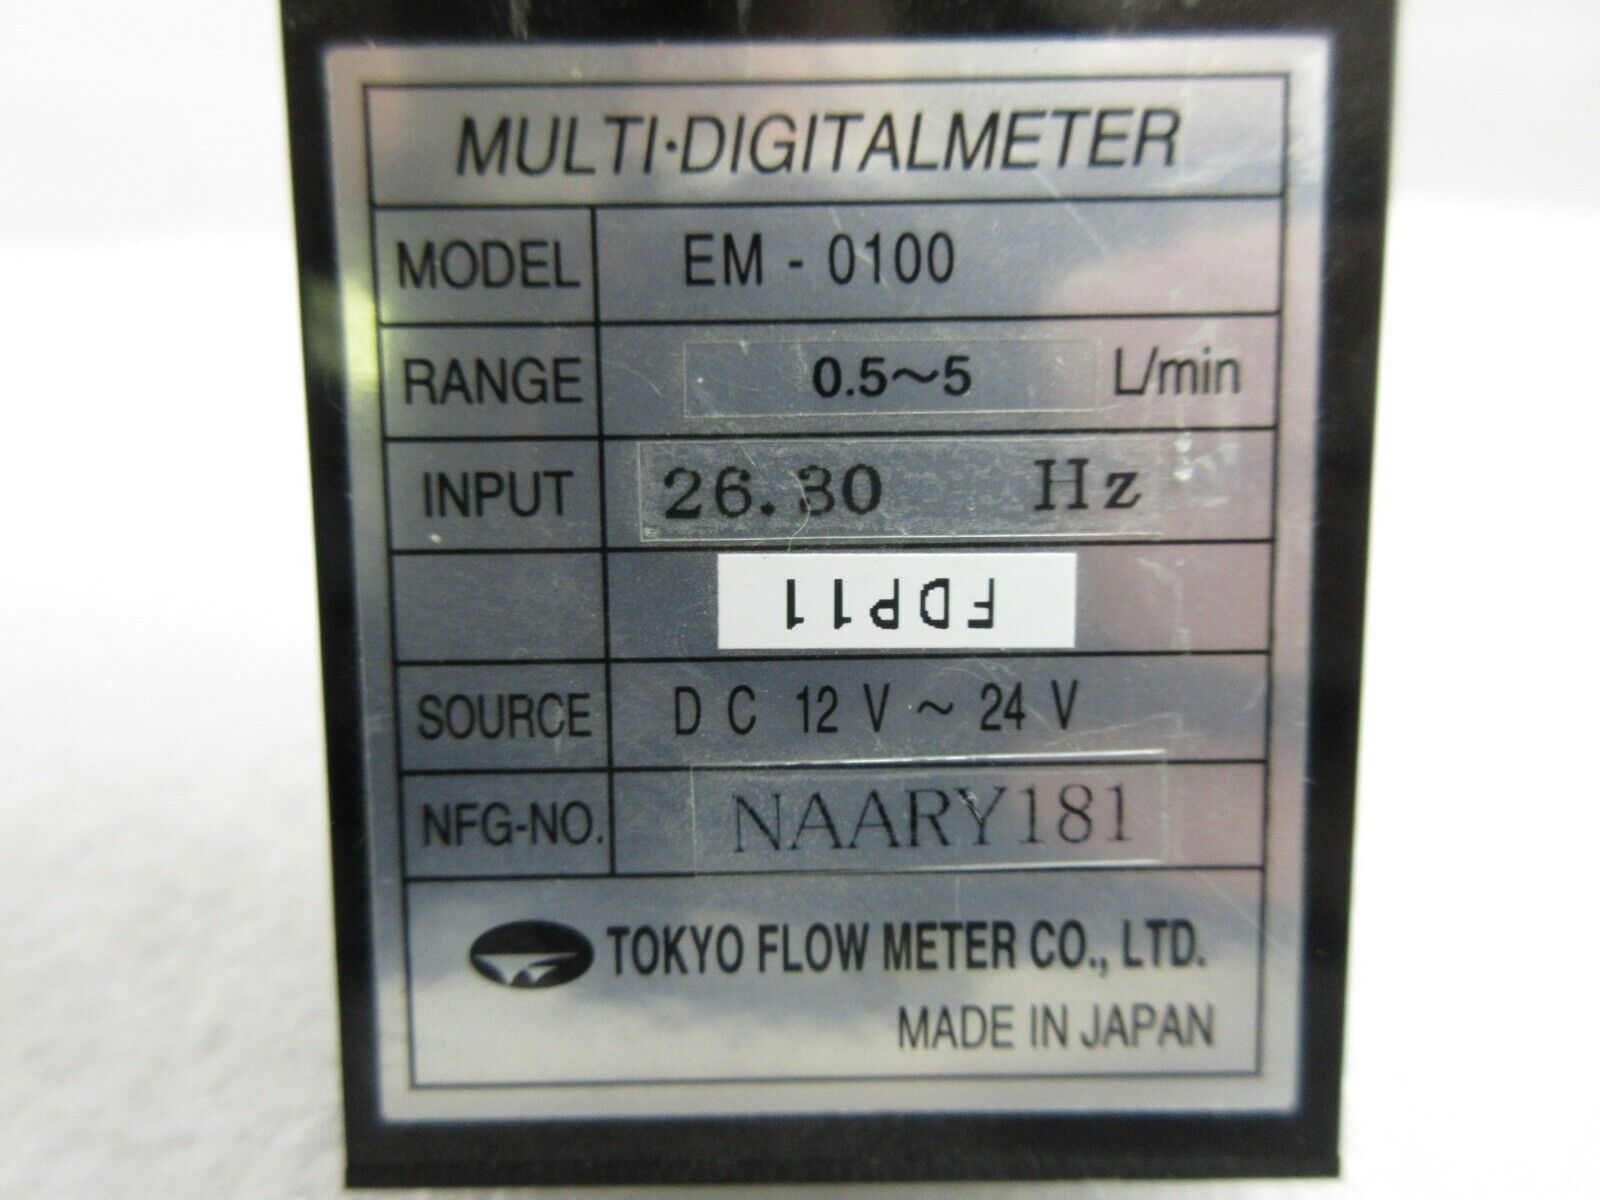 MULTI·DIGITALMETER
MODEL EM - 0100
RANGE 0.5～5 L/min
INPUT 26.30 Hz
FDP11
SOURCE DC 12 V ~ 24 V
NFG-NO. NAARY181
TOKYO FLOW METER CO., LTD.
MADE IN JAPAN